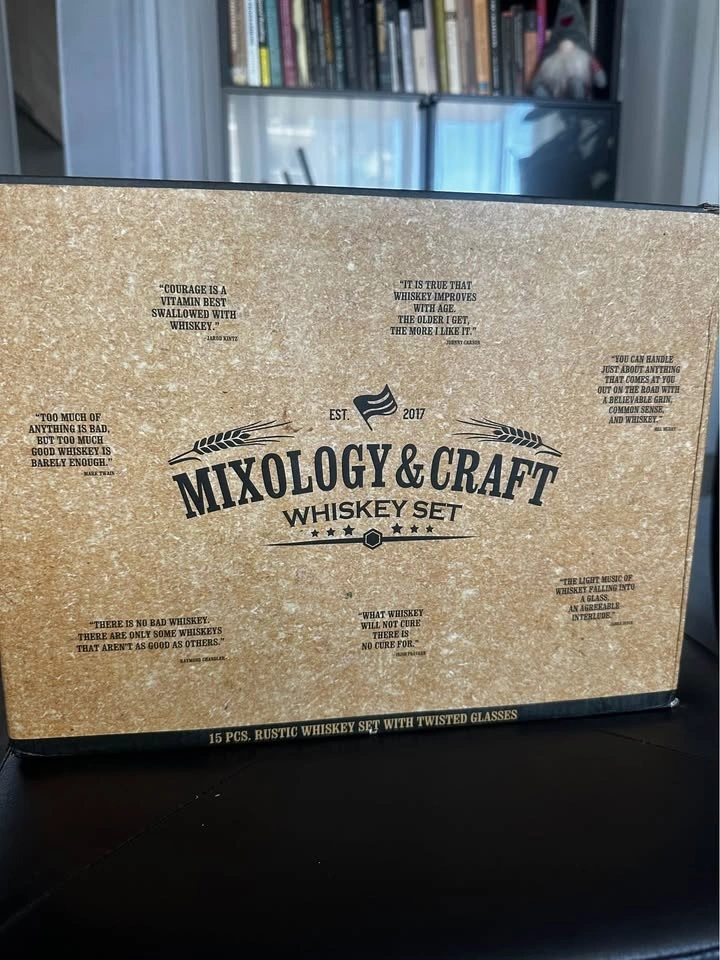 "COURAGE IS A
VITAMIN BEST
SWALLOWED WITH
WHISKEY."
JAROD KINTZ
"IT IS TRUE THAT
WHISKEY IMPROVES
WITH AGE.
THE OLDER I GET,
THE MORE I LIKE IT."
JOHNNY CARSON
"YOU CAN HANDLE
JUST ABOUT ANYTHING
THAT COMES AT YOU
OUT ON THE ROAD WITH
A BELIEVABLE GRIN,
COMMON SENSE,
AND WHISKEY."
"TOO MUCH OF
ANYTHING IS BAD,
BUT TOO MUCH
GOOD WHISKEY IS
BARELY ENOUGH."
MARK TWAIN
EST. 2017
MIXOLOGY & CRAFT
WHISKEY SET
"THE LIGHT MUSIC OF
WHISKEY FALLING INTO
A GLASS,
AN AGREEABLE
INTERLUDE."
"THERE IS NO BAD WHISKEY.
THERE ARE ONLY SOME WHISKEYS
THAT AREN'T AS GOOD AS OTHERS."
RAYMOND CHANDLER
"WHAT WHISKEY
WILL NOT CURE
THERE IS
NO CURE FOR."
IRISH PROVERB
15 PCS. RUSTIC WHISKEY SET WITH TWISTED GLASSES